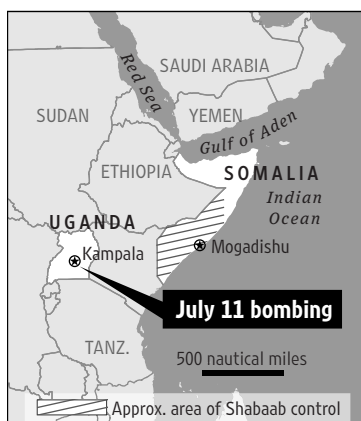 Red Sea
SAUDI ARABIA
SUDAN
YEMEN
Gulf of Aden
ETHIOPIA
SOMALIA
Indian
Ocean
UGANDA
Kampala
Mogadishu
July 11 bombing
TANZ.
500 nautical miles
Approx. area of Shabaab control